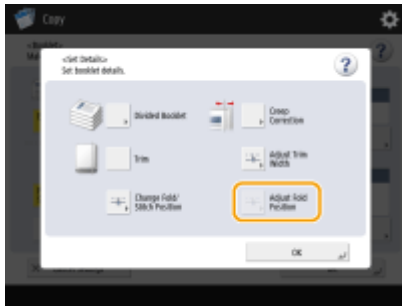 Copy
<Set Details>
Set booklet details.
?
Divided Booklet
Creep
Correction
Trim
Adjust Trim
Width
Change Fold/
Stitch Position
Adjust Fold
Position
OK